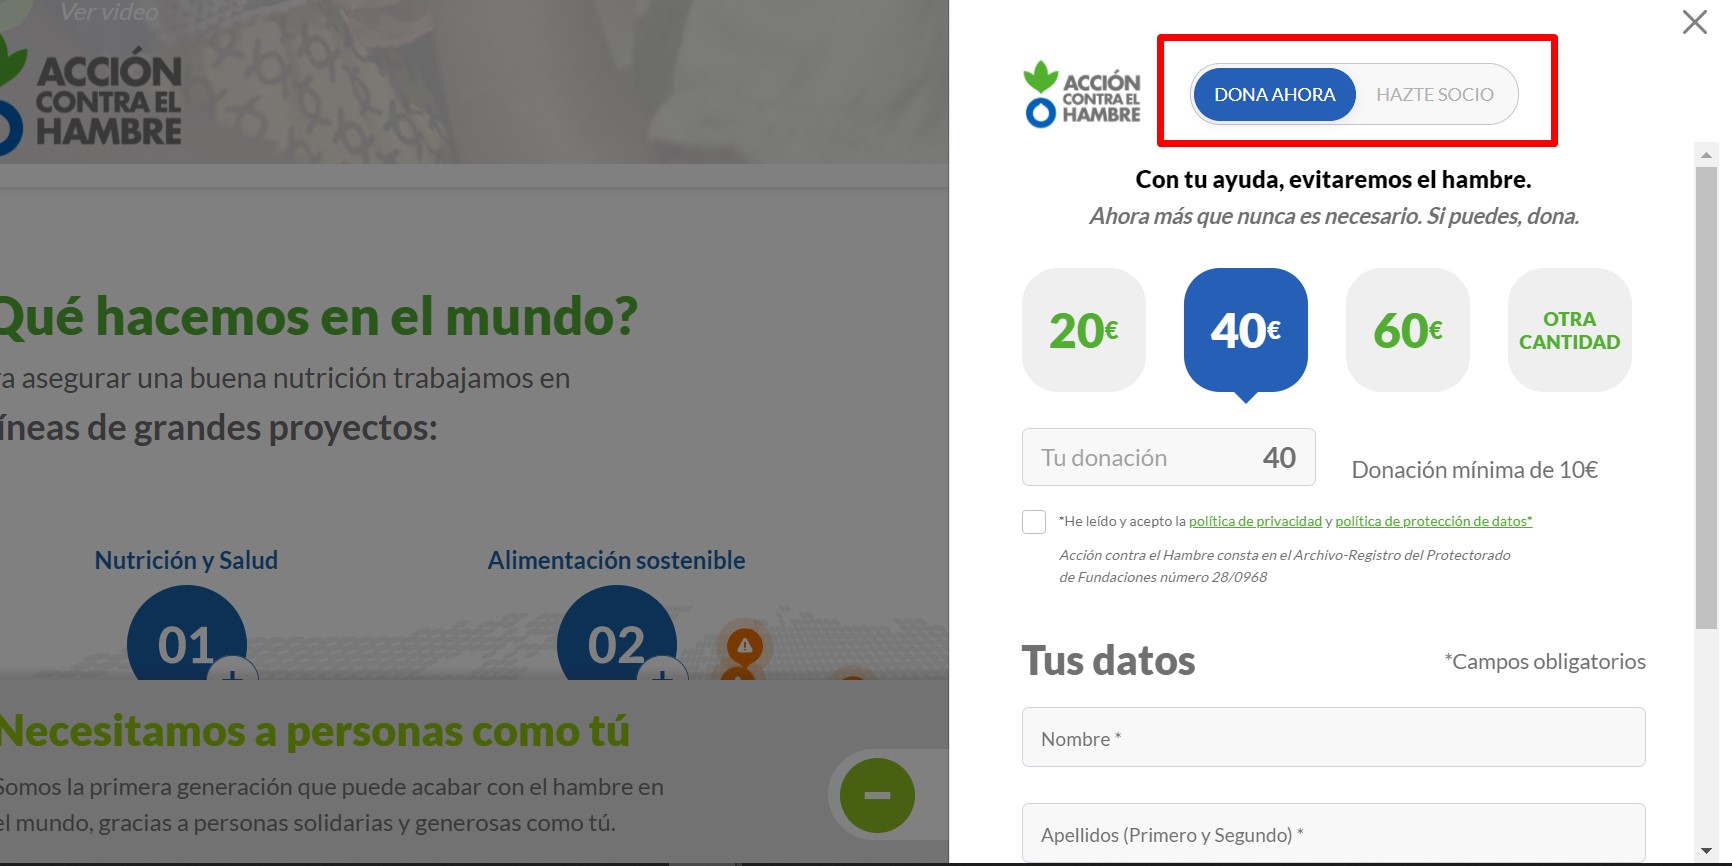 Ver video
ACCIÓN
CONTRA EL
HAMBRE
Qué hacemos en el mundo?
ra asegurar una buena nutrición trabajamos en
íneas de grandes proyectos:
Nutrición y Salud
Alimentación sostenible
01
+
02
+
Necesitamos a personas como tú
Somos la primera generación que puede acabar con el hambre en
el mundo, gracias a personas solidarias y generosas como tú.
ACCIÓN
CONTRA EL
HAMBRE
DONA AHORA
HAZTE SOCIO
Con tu ayuda, evitaremos el hambre.
Ahora más que nunca es necesario. Si puedes, dona.
20€
40€
60€
OTRA
CANTIDAD
Tu donación 40
Donación mínima de 10€
*He leído y acepto la política de privacidad y política de protección de datos*
Acción contra el Hambre consta en el Archivo-Registro del Protectorado
de Fundaciones número 28/0968
Tus datos
*Campos obligatorios
Nombre *
Apellidos (Primero y Segundo) *